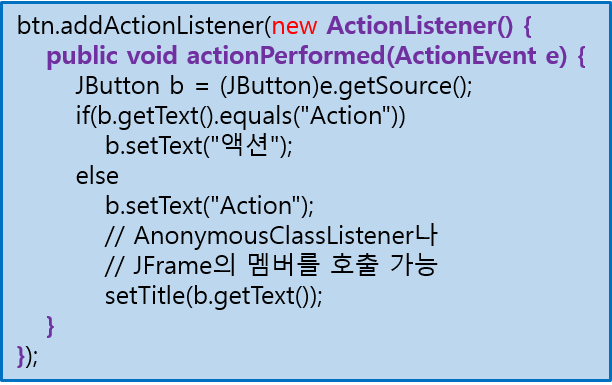 btn.addActionListener(new ActionListener() {
public void actionPerformed(ActionEvent e) {
JButton b = (JButton)e.getSource();
if(b.getText().equals("Action"))
b.setText("액션");
else
b.setText("Action");
// AnonymousClassListener나
// JFrame의 멤버를 호출 가능
setTitle(b.getText());
}
});